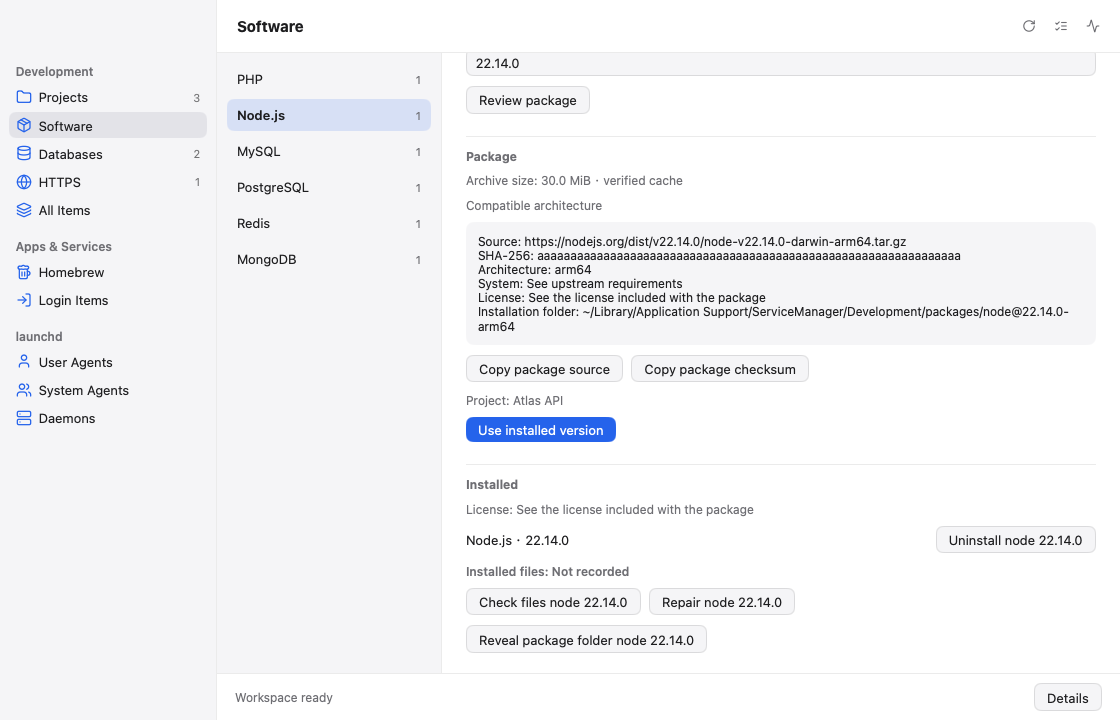 Software
Development
Projects 3
Software
Databases 2
HTTPS 1
All Items
Apps & Services
Homebrew
Login Items
launchd
User Agents
System Agents
Daemons
PHP 1
Node.js 1
MySQL 1
PostgreSQL 1
Redis 1
MongoDB 1
22.14.0
Review package
Package
Archive size: 30.0 MiB · verified cache
Compatible architecture
Source: https://nodejs.org/dist/v22.14.0/node-v22.14.0-darwin-arm64.tar.gz
SHA-256: aaaaaaaaaaaaaaaaaaaaaaaaaaaaaaaaaaaaaaaaaaaaaaaaaaaaaaaaaaaaaaaa
Architecture: arm64
System: See upstream requirements
License: See the license included with the package
Installation folder: ~/Library/Application Support/ServiceManager/Development/packages/node@22.14.0-
arm64
Copy package source Copy package checksum
Project: Atlas API
Use installed version
Installed
License: See the license included with the package
Node.js · 22.14.0 Uninstall node 22.14.0
Installed files: Not recorded
Check files node 22.14.0 Repair node 22.14.0
Reveal package folder node 22.14.0
Workspace ready Details